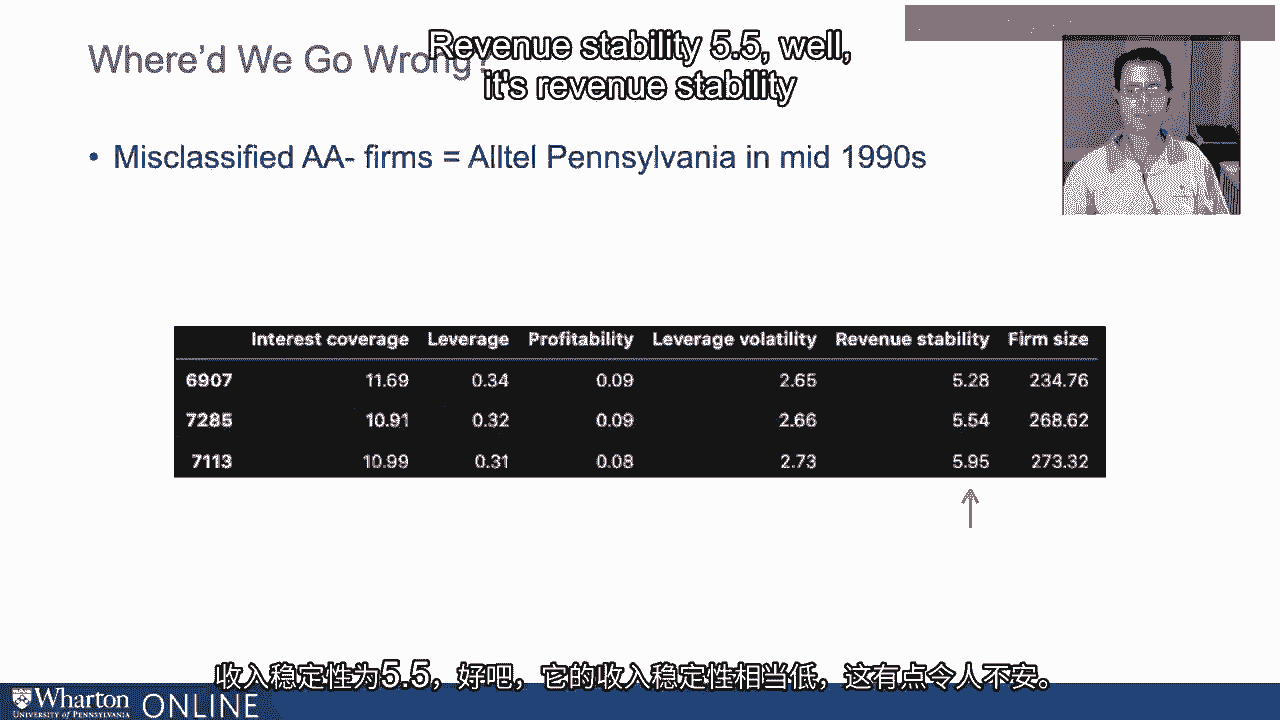 Where'd We Go Wrong?
Revenue stability 5.5, well,
it's revenue stability
• Misclassified AA- firms = Alltel Pennsylvania in mid 1990s
Interest coverage Leverage Profitability Leverage volatility Revenue stability Firm size
6907 11.69 0.34 0.09 2.65 5.28 234.76
7285 10.91 0.32 0.09 2.66 5.54 268.62
7113 10.99 0.31 0.08 2.73 5.95 273.32
收入稳定性为5.5，好吧，它的收入稳定性相当低，这有点令人不安。
Wharton ONLINE
UNIVERSITY of PENNSYLVANIA